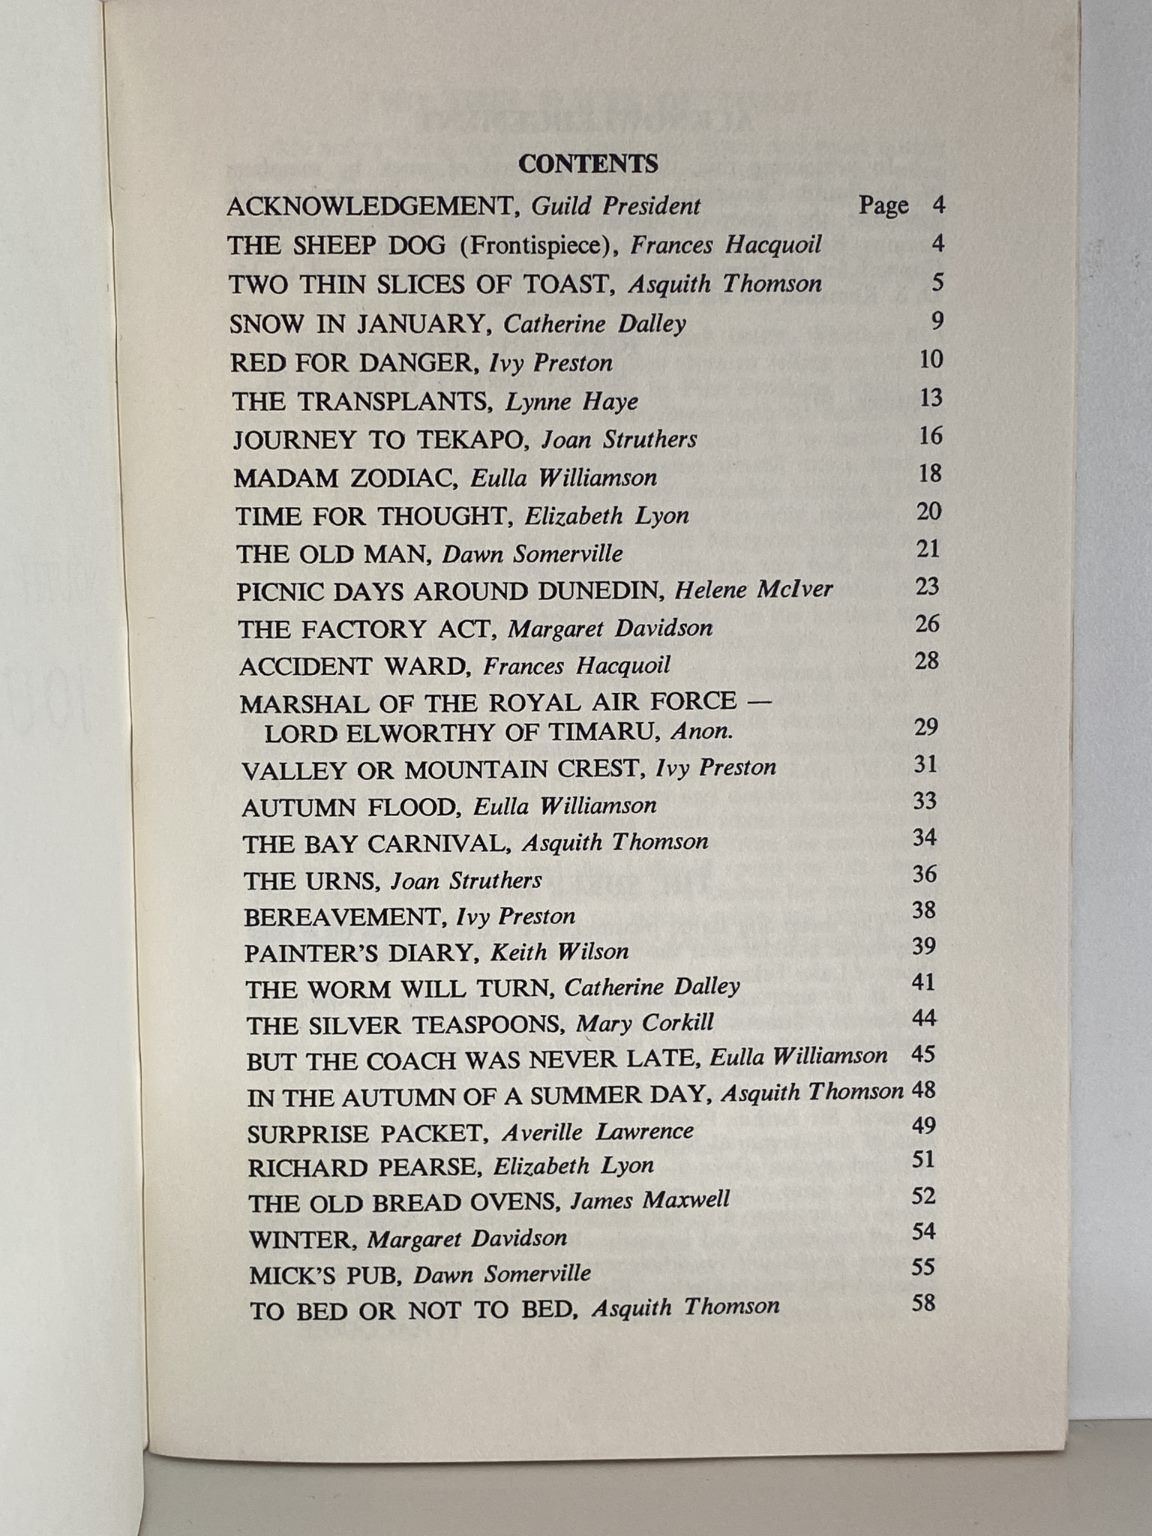 CONTENTS
ACKNOWLEDGEMENT, Guild President Page 4
THE SHEEP DOG (Frontispiece), Frances Hacquoil 4
TWO THIN SLICES OF TOAST, Asquith Thomson 5
SNOW IN JANUARY, Catherine Dalley 9
RED FOR DANGER, Ivy Preston 10
THE TRANSPLANTS, Lynne Haye 13
JOURNEY TO TEKAPO, Joan Struthers 16
MADAM ZODIAC, Eulla Williamson 18
TIME FOR THOUGHT, Elizabeth Lyon 20
THE OLD MAN, Dawn Somerville 21
PICNIC DAYS AROUND DUNEDIN, Helene McIver 23
THE FACTORY ACT, Margaret Davidson 26
ACCIDENT WARD, Frances Hacquoil 28
MARSHAL OF THE ROYAL AIR FORCE —
LORD ELWORTHY OF TIMARU, Anon. 29
VALLEY OR MOUNTAIN CREST, Ivy Preston 31
AUTUMN FLOOD, Eulla Williamson 33
THE BAY CARNIVAL, Asquith Thomson 34
THE URNS, Joan Struthers 36
BEREAVEMENT, Ivy Preston 38
PAINTER'S DIARY, Keith Wilson 39
THE WORM WILL TURN, Catherine Dalley 41
THE SILVER TEASPOONS, Mary Corkill 44
BUT THE COACH WAS NEVER LATE, Eulla Williamson 45
IN THE AUTUMN OF A SUMMER DAY, Asquith Thomson 48
SURPRISE PACKET, Averille Lawrence 49
RICHARD PEARSE, Elizabeth Lyon 51
THE OLD BREAD OVENS, James Maxwell 52
WINTER, Margaret Davidson 54
MICK'S PUB, Dawn Somerville 55
TO BED OR NOT TO BED, Asquith Thomson 58